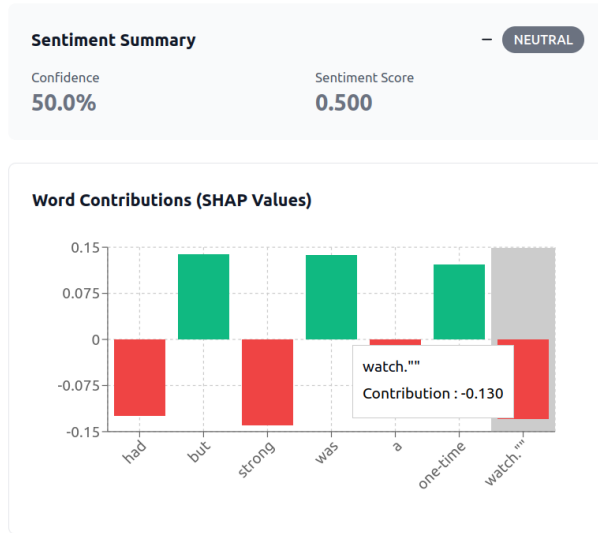 Sentiment Summary
– NEUTRAL
Confidence
Sentiment Score
50.0%
0.500
Word Contributions (SHAP Values)
0.15
0.075
0
-0.075
-0.15
watch.""
Contribution : -0.130
had
but
strong
was
a
one-time
watch.""